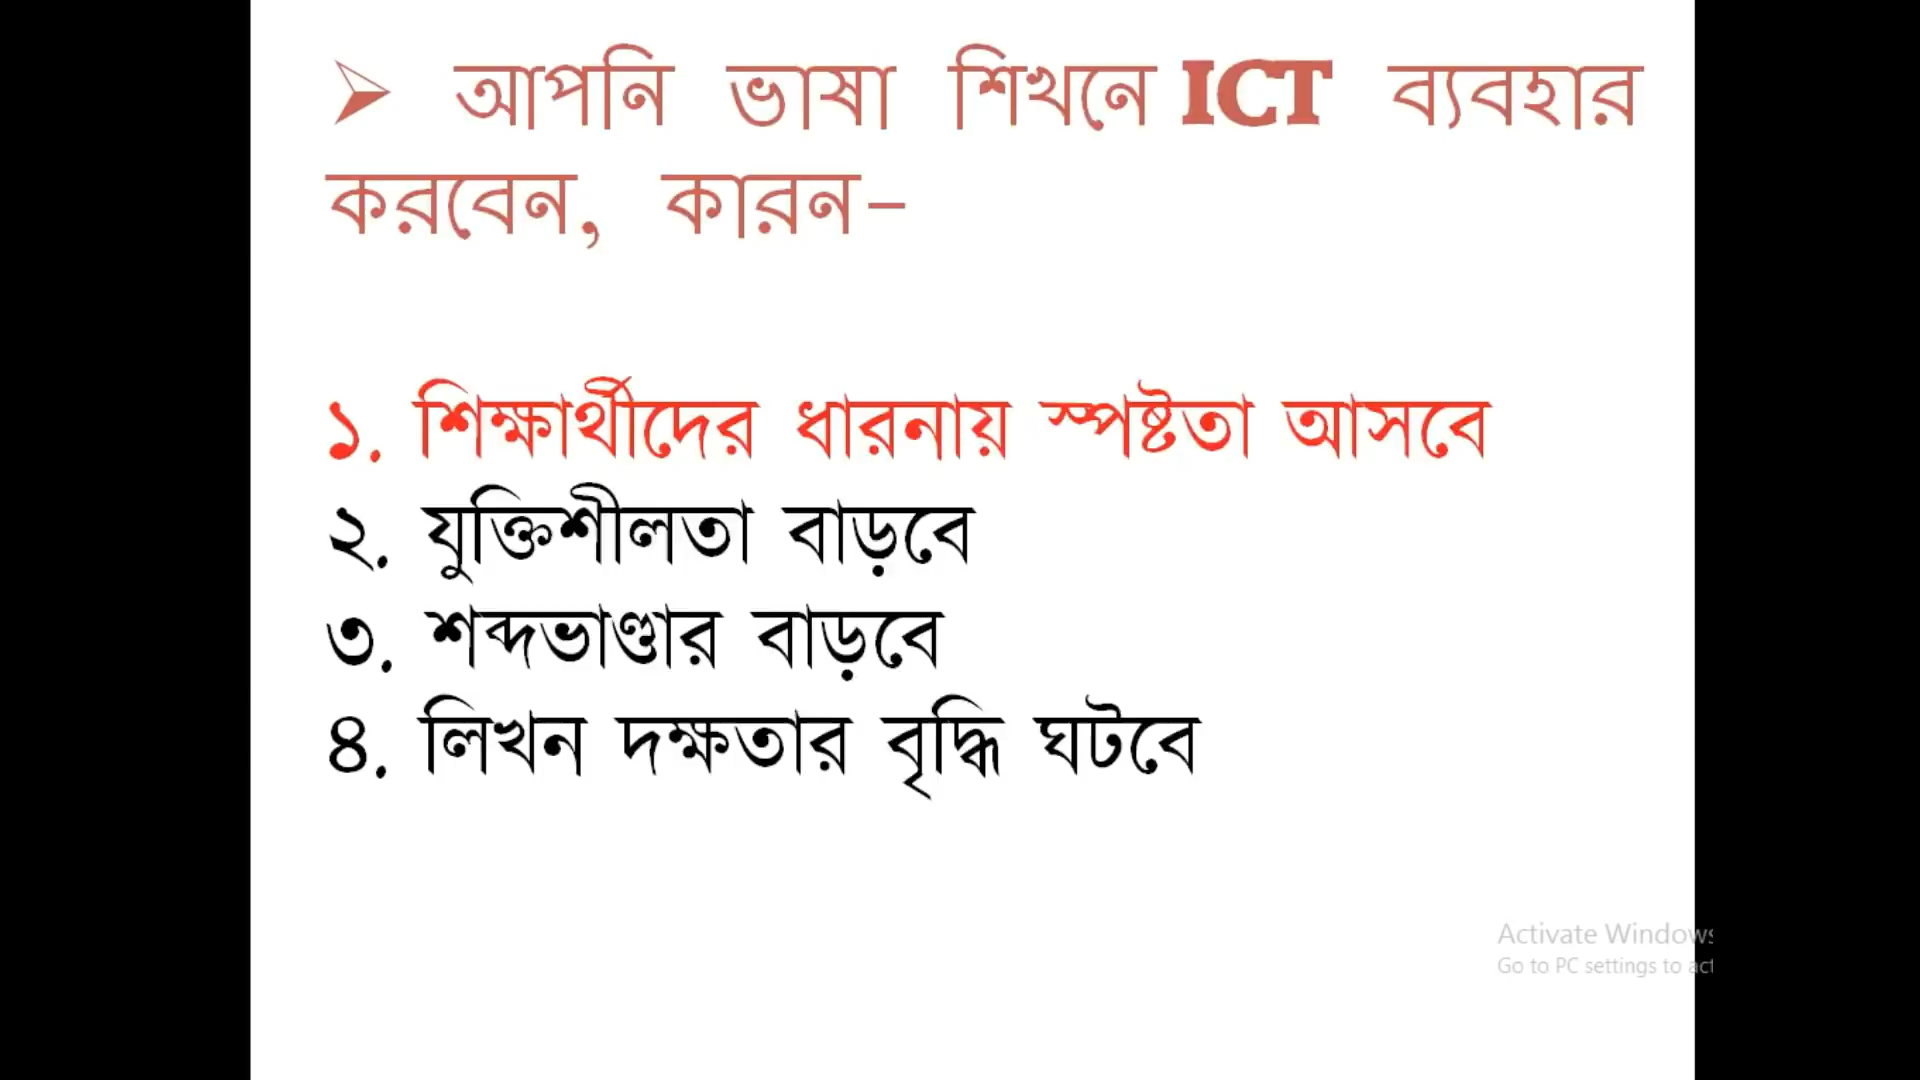 ➢ আপনি ভাষা শিখনে ICT ব্যবহার
করবেন, কারন-
১. শিক্ষার্থীদের ধারনায় স্পষ্টতা আসবে
২. যুক্তিশীলতা বাড়বে
৩. শব্দভাণ্ডার বাড়বে
৪. লিখন দক্ষতার বৃদ্ধি ঘটবে
Activate Windows
Go to PC settings to act